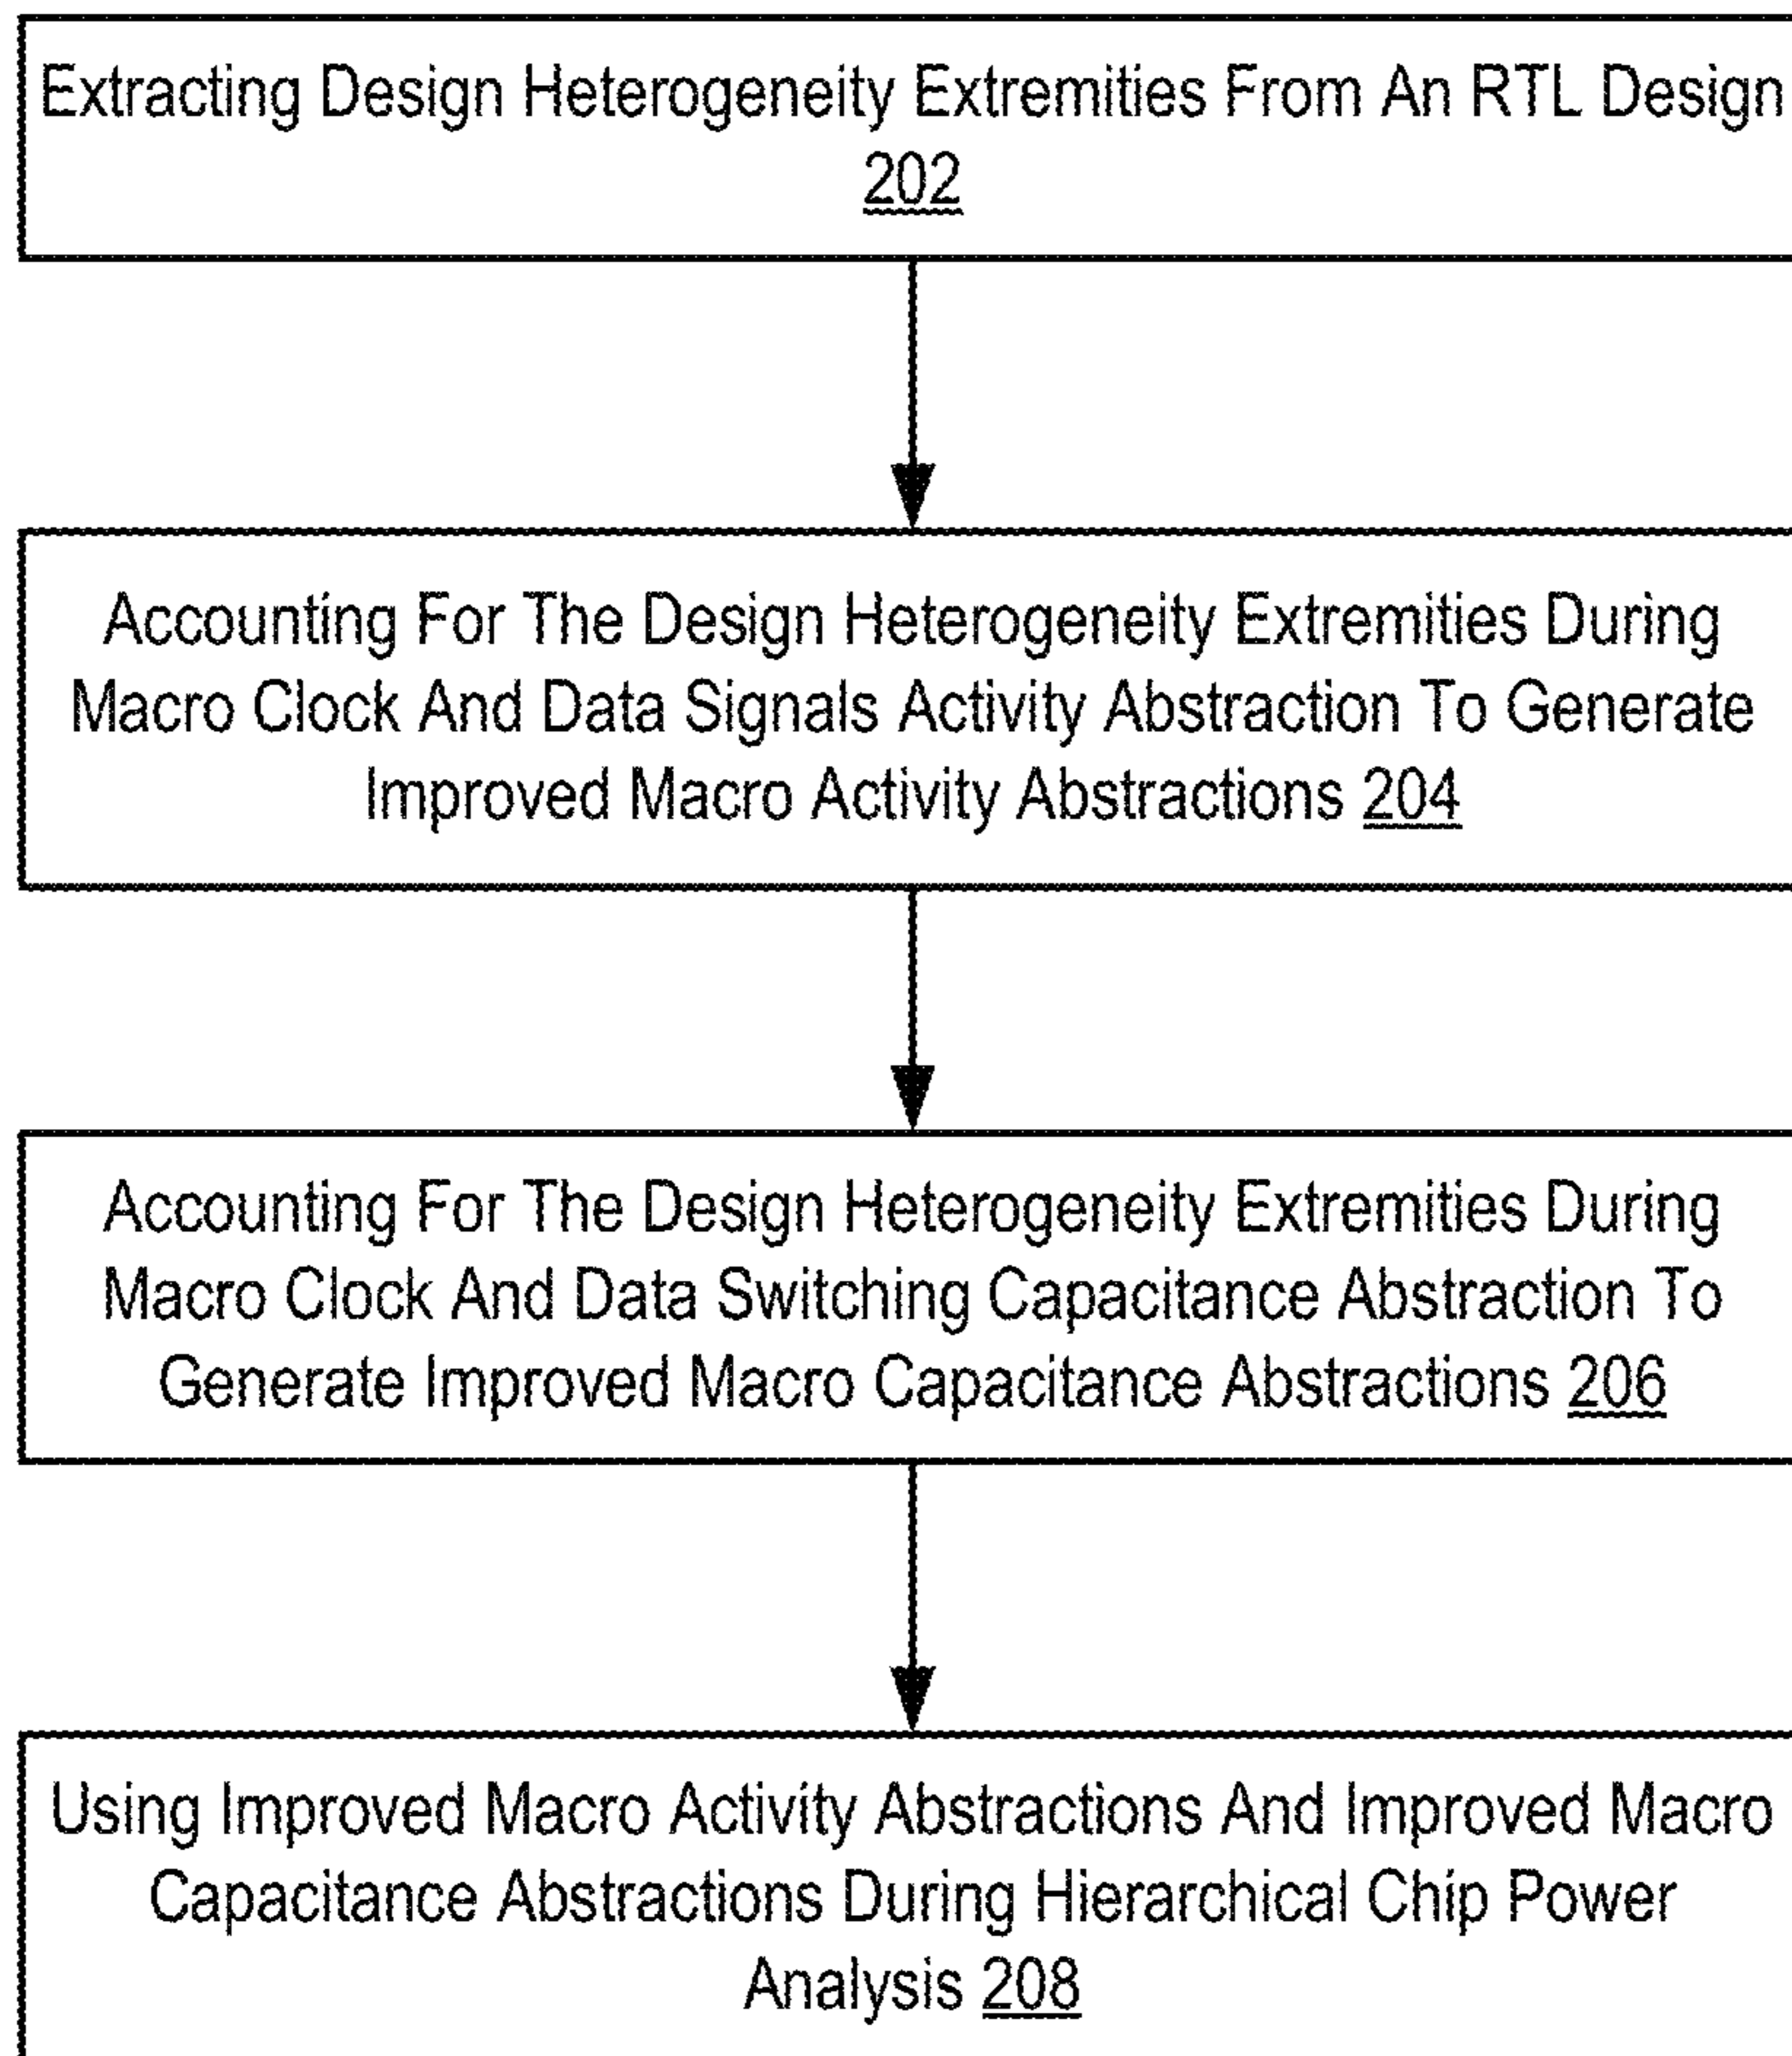 Extracting Design Heterogeneity Extremities From An RTL Design
202
Accounting For The Design Heterogeneity Extremities During
Macro Clock And Data Signals Activity Abstraction To Generate
Improved Macro Activity Abstractions 204
Accounting For The Design Heterogeneity Extremities During
Macro Clock And Data Switching Capacitance Abstraction To
Generate Improved Macro Capacitance Abstractions 206
Using Improved Macro Activity Abstractions And Improved Macro
Capacitance Abstractions During Hierarchical Chip Power
Analysis 208